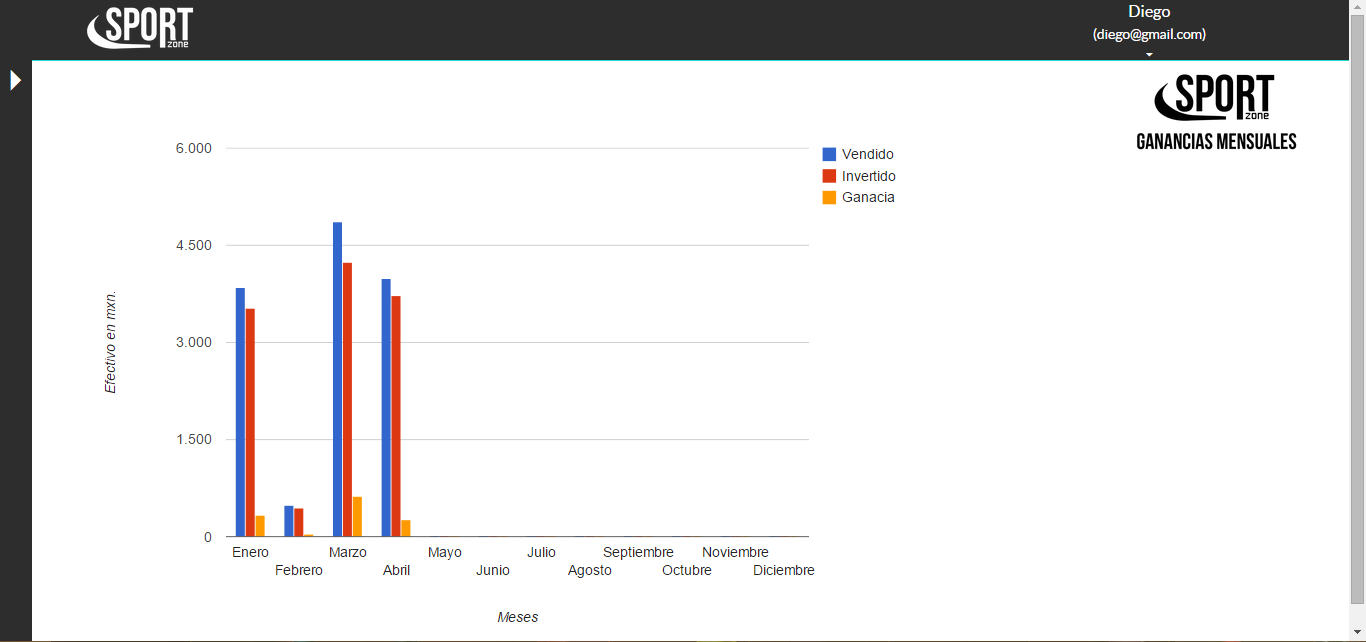 SPORT
zone
Diego
(diego@gmail.com)
SPORT
zone
GANANCIAS MENSUALES
6.000
4.500
3.000
1.500
0
Efectivo en mxn.
Vendido
Invertido
Ganacia
Enero
Febrero
Marzo
Abril
Mayo
Junio
Julio
Agosto
Septiembre
Octubre
Noviembre
Diciembre
Meses